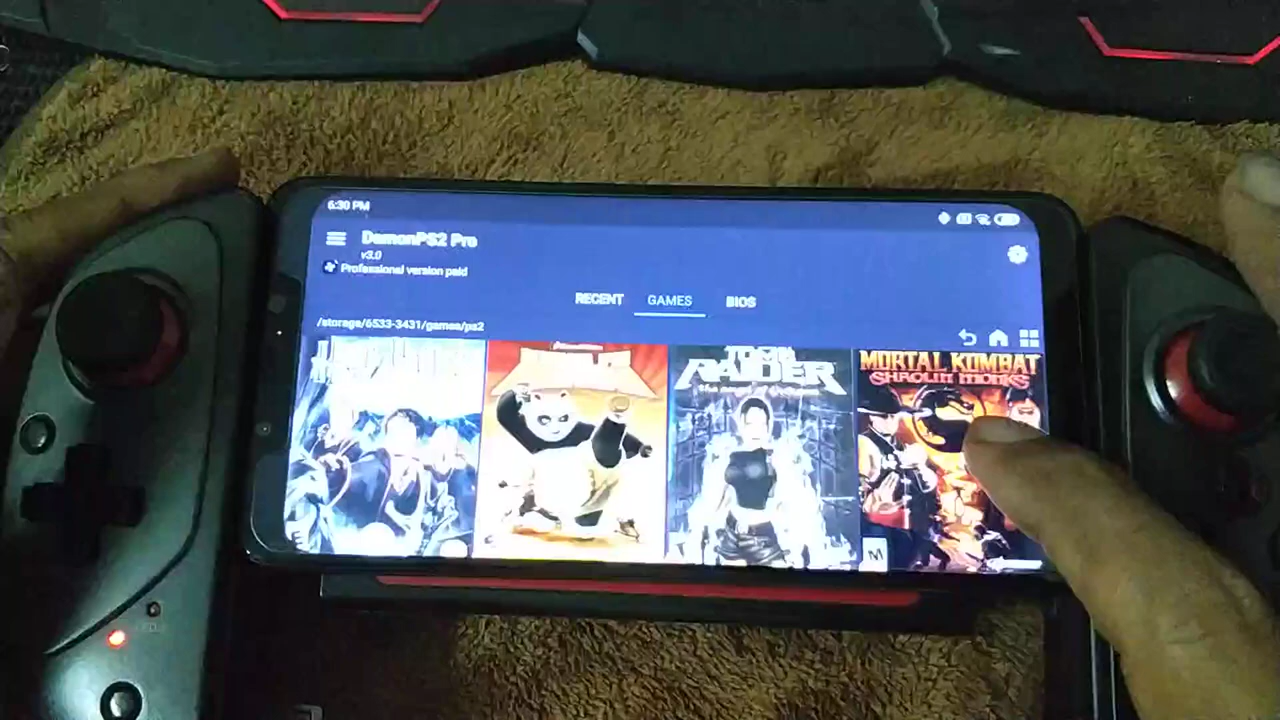 6:30 PM
DamonPS2 Pro
v3.0
Professional version paid
RECENT GAMES BIOS
/storage/6533-3431/games/ps2
TOMB
RAIDER
MORTAL KOMBAT
SHAOLIN MONKS
M